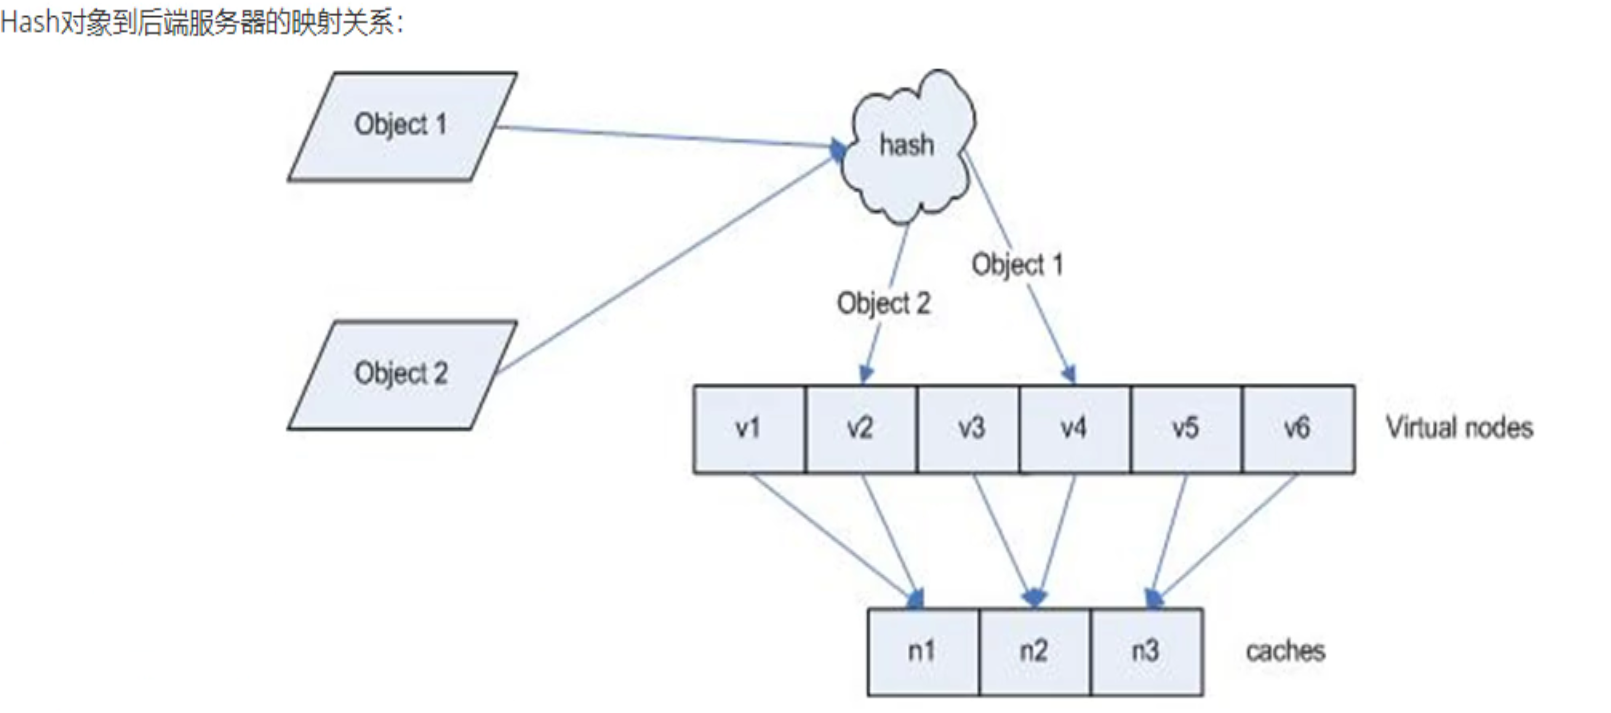 Hash对象到后端服务器的映射关系：
Object 1
hash
Object 1
Object 2
Object 2
v1 v2 v3 v4 v5 v6 Virtual nodes
n1 n2 n3 caches